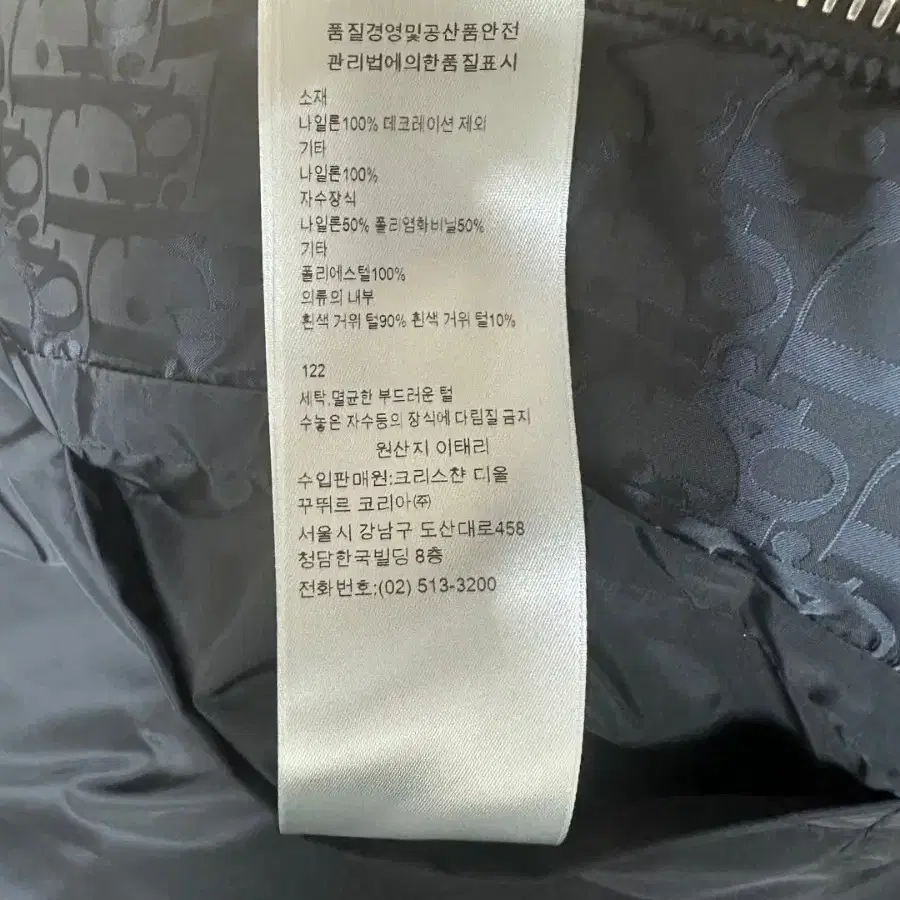 품질경영및공산품안전
관리법에의한품질표시
소재
나일론100% 데크레이션 제외
기타
나일론100%
자수장식
나일론50% 폴리염화비닐50%
기타
폴리에스텔100%
의류의 내부
흰색 거위 털90% 흰색 거위 털10%
122
세탁,멸균한 부드러운 털
수놓은 자수등의 장식에 다림질 금지
원산지 이태리
수입판매원:크리스챤 디올
꾸뛰르 코리아㈜
서울시 강남구 도산대로458
청담한국빌딩 8층
전화번호;(02) 513-3200